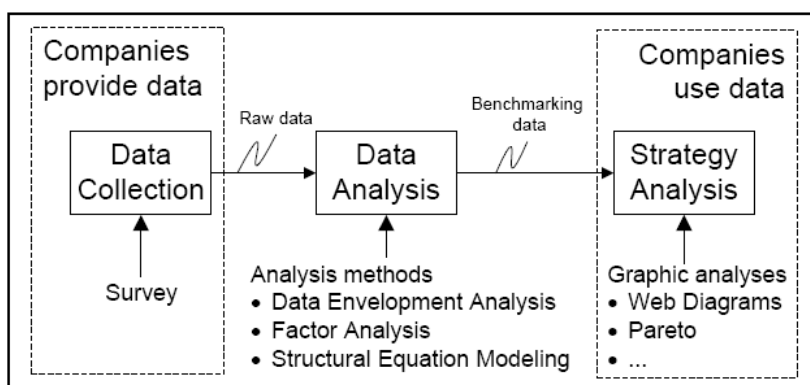 Companies
provide data
Companies
use data
Raw data
Benchmarking
data
Data
Collection
Data
Analysis
Strategy
Analysis
Survey
Analysis methods
• Data Envelopment Analysis
• Factor Analysis
• Structural Equation Modeling
Graphic analyses
• Web Diagrams
• Pareto
• ...